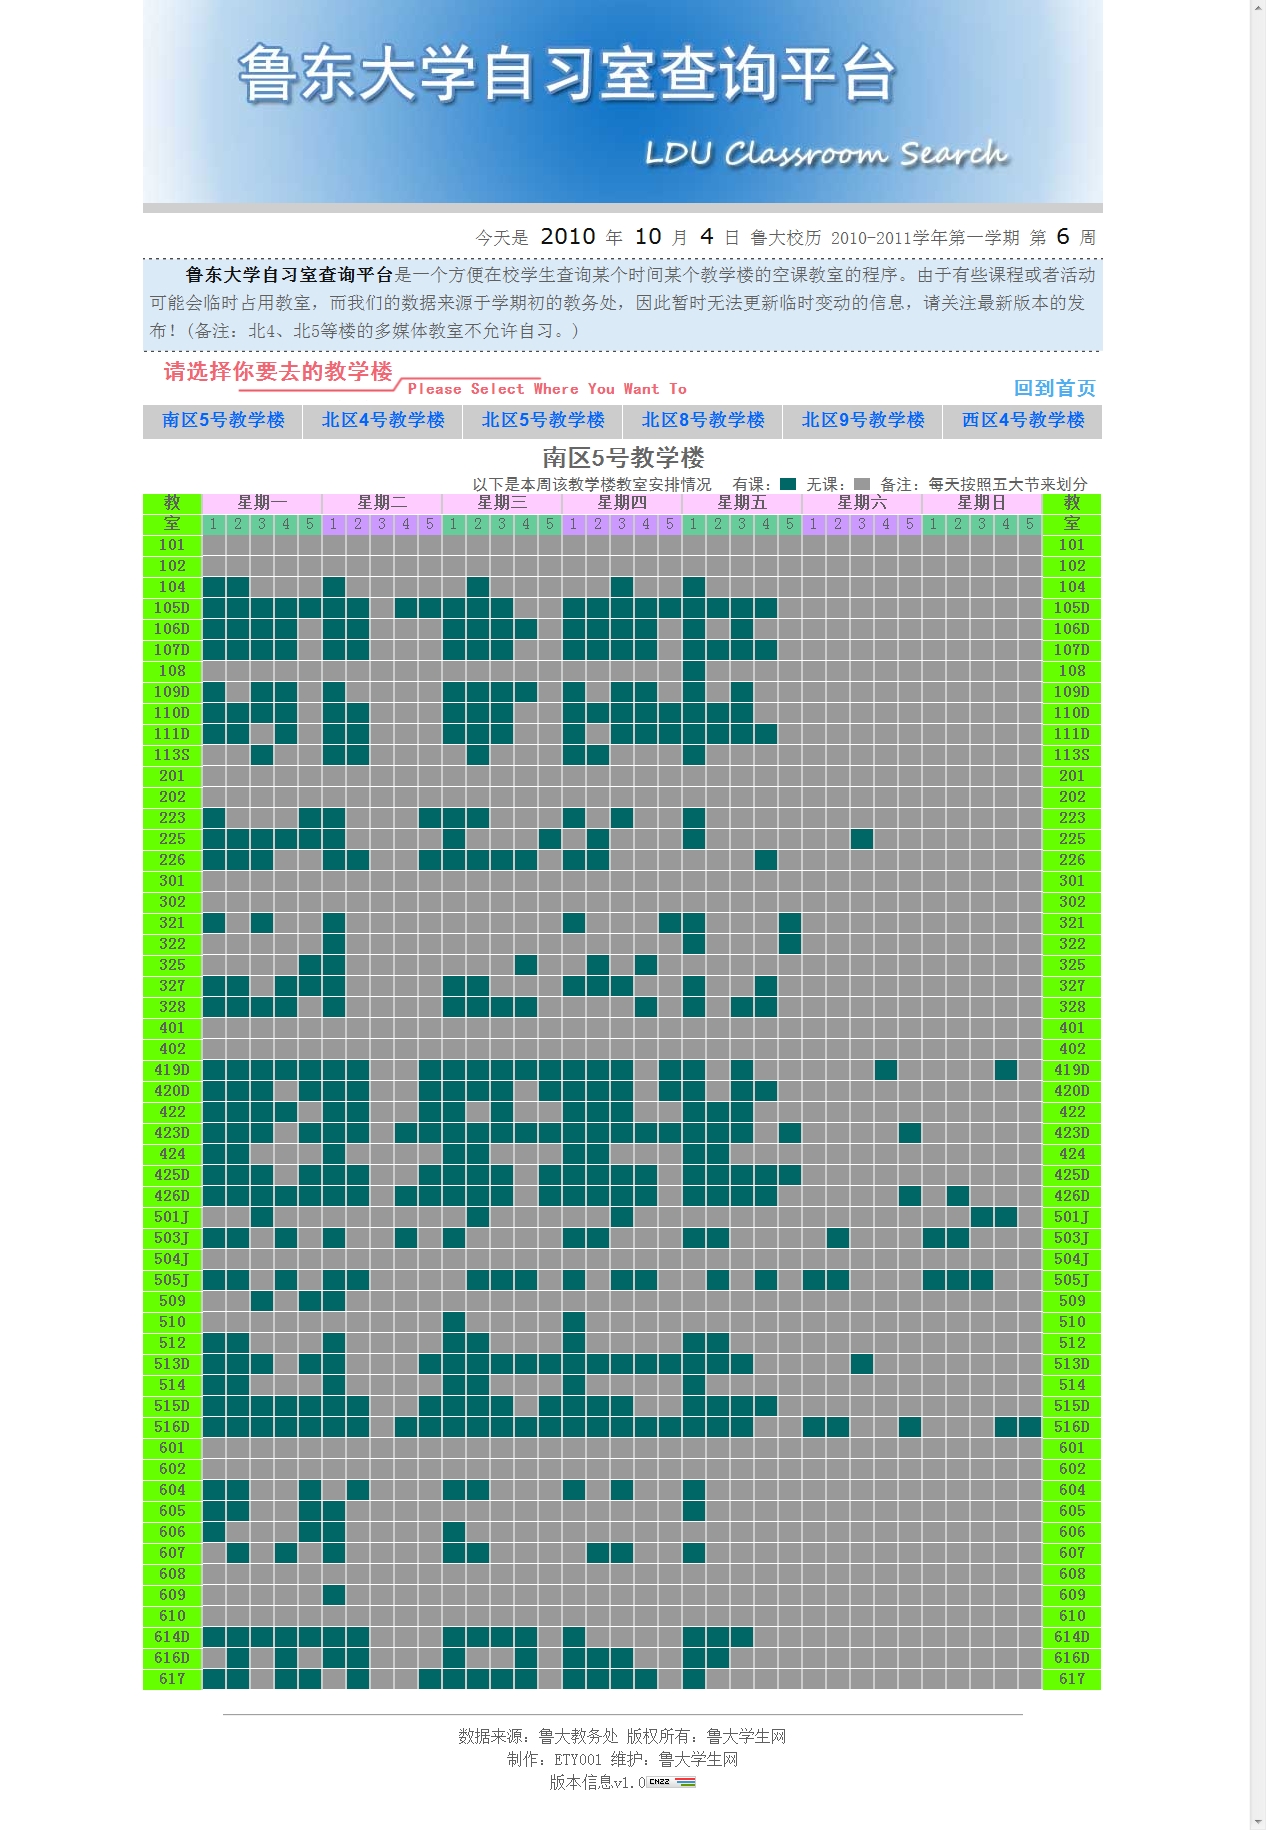 鲁东大学自习室查询平台
LDU Classroom Search
今天是 2010 年 10 月 4 日 鲁大校历 2010-2011学年第一学期 第 6 周
鲁东大学自习室查询平台是一个方便在校学生查询某个时间某个教学楼的空课教室的程序。由于有些课程或者活动
可能会临时占用教室，而我们的数据来源于学期初的教务处，因此暂时无法更新临时变动的信息，请关注最新版本的发
布！(备注：北4、北5等楼的多媒体教室不允许自习。)
请选择你要去的教学楼
Please Select Where You Want To
回到首页
南区5号教学楼 北区4号教学楼 北区5号教学楼 北区8号教学楼 北区9号教学楼 西区4号教学楼
南区5号教学楼
以下是本周该教学楼教室安排情况 有课： 无课： 备注：每天按照五大节来划分
教 星期一 星期二 星期三 星期四 星期五 星期六 星期日 教
室 1 2 3 4 5 1 2 3 4 5 1 2 3 4 5 1 2 3 4 5 1 2 3 4 5 1 2 3 4 5 1 2 3 4 5 室
101 101
102 102
104 104
105D 105D
106D 106D
107D 107D
108 108
109D 109D
110D 110D
111D 111D
113S 113S
201 201
202 202
223 223
225 225
226 226
301 301
302 302
321 321
322 322
325 325
327 327
328 328
401 401
402 402
419D 419D
420D 420D
422 422
423D 423D
424 424
425D 425D
426D 426D
501J 501J
503J 503J
504J 504J
505J 505J
509 509
510 510
512 512
513D 513D
514 514
515D 515D
516D 516D
601 601
602 602
604 604
605 605
606 606
607 607
608 608
609 609
610 610
614D 614D
616D 616D
617 617
数据来源：鲁大教务处 版权所有：鲁大学生网
制作：ETY001 维护：鲁大学生网
版本信息v1.0 CNZZ